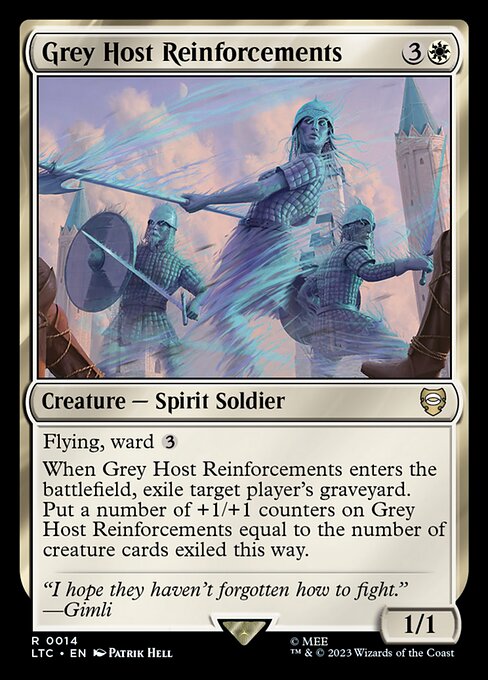 Grey Host Reinforcements 3
Creature — Spirit Soldier
Flying, ward 3
When Grey Host Reinforcements enters the
battlefield, exile target player's graveyard.
Put a number of +1/+1 counters on Grey
Host Reinforcements equal to the number of
creature cards exiled this way.
"I hope they haven't forgotten how to fight."
—Gimli
1/1
R 0014
LTC • EN Patrik Hell
© MEE
™ & © 2023 Wizards of the Coast